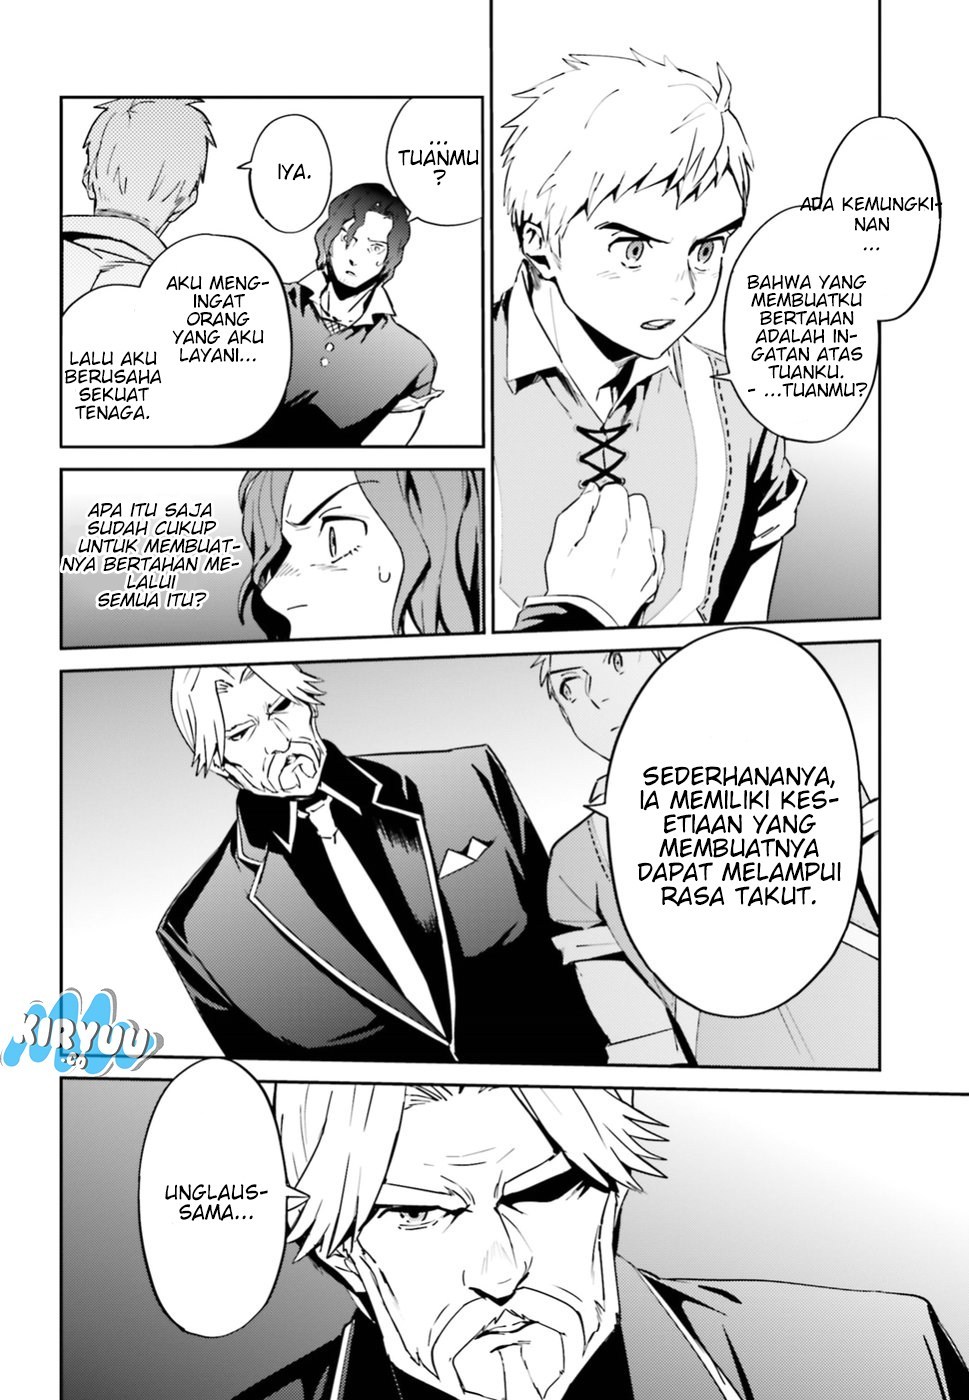 ADA KEMUNGKI-
NAN
...
BAHWA YANG
MEMBUATKU
BERTAHAN
ADALAH IN-
GATAN ATAS
TUANKU.
- ...TUANMU?
...
TUANMU
?
IYA.
AKU MENG-
INGAT
ORANG
YANG AKU
LAYANI...
LALU AKU
BERUSAHA
SEKUAT
TENAGA.
APA ITU SAJA
SUDAH CUKUP
UNTUK MEMBUAT-
NYA BERTAHAN ME-
LALUI
SEMUA ITU?
SEDERHANANYA,
IA MEMILIKI KES-
ETIAAN YANG
MEMBUATNYA
DAPAT MELAMPUI
RASA TAKUT.
KIRYUU
.CO
UNGLAUS-
SAMA...